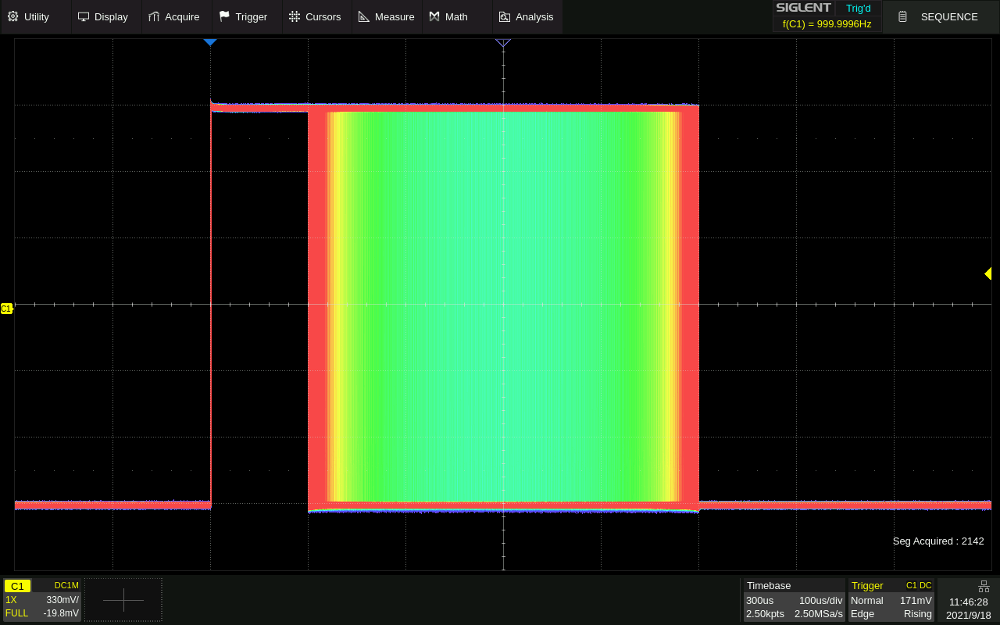 Utility Display Acquire Trigger Cursors Measure Math Analysis
SIGLENT Trig'd
f(C1) = 999.9996Hz
SEQUENCE
C1
Seg Acquired : 2142
C1 DC1M
1X 330mV/
FULL -19.8mV
Timebase
300us 100us/div
2.50kpts 2.50MSa/s
Trigger C1 DC
Normal 171mV
Edge Rising
11:46:28
2021/9/18